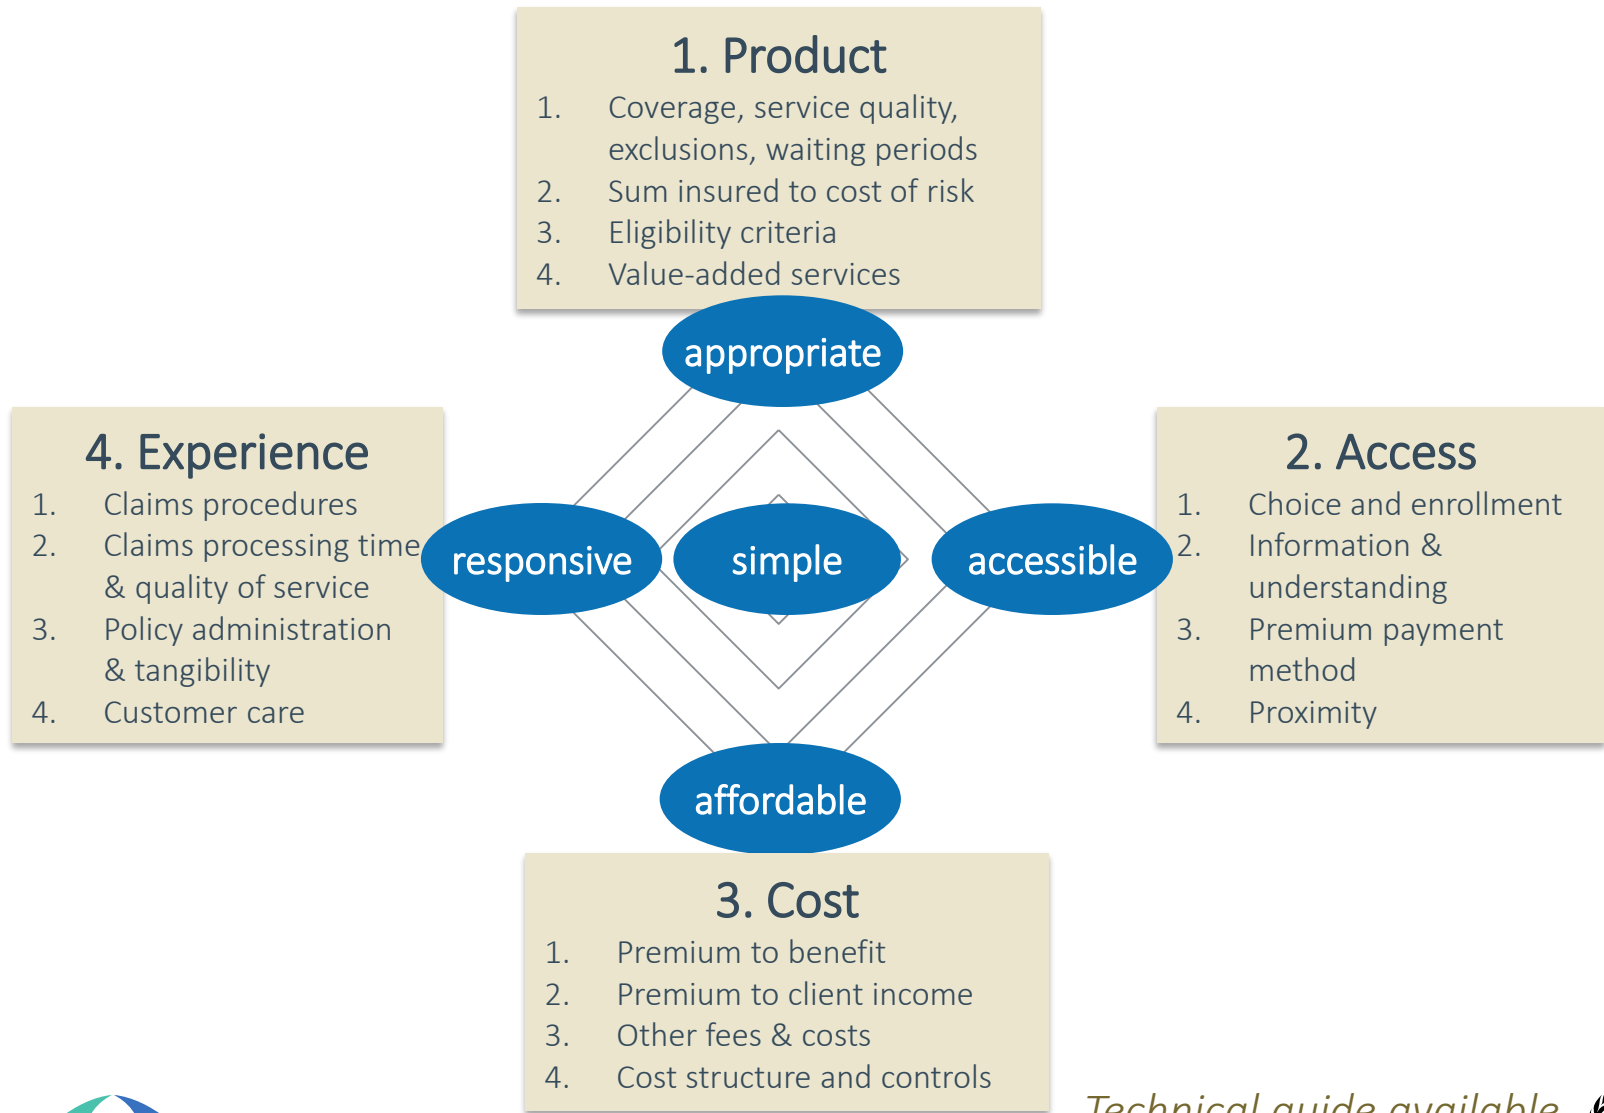 1. Product
1. Coverage, service quality,
exclusions, waiting periods
2. Sum insured to cost of risk
3. Eligibility criteria
4. Value-added services
appropriate
4. Experience
1. Claims procedures
2. Claims processing time
& quality of service
3. Policy administration
& tangibility
4. Customer care
responsive
simple
accessible
2. Access
1. Choice and enrollment
2. Information &
understanding
3. Premium payment
method
4. Proximity
affordable
3. Cost
1. Premium to benefit
2. Premium to client income
3. Other fees & costs
4. Cost structure and controls
Technical guide available